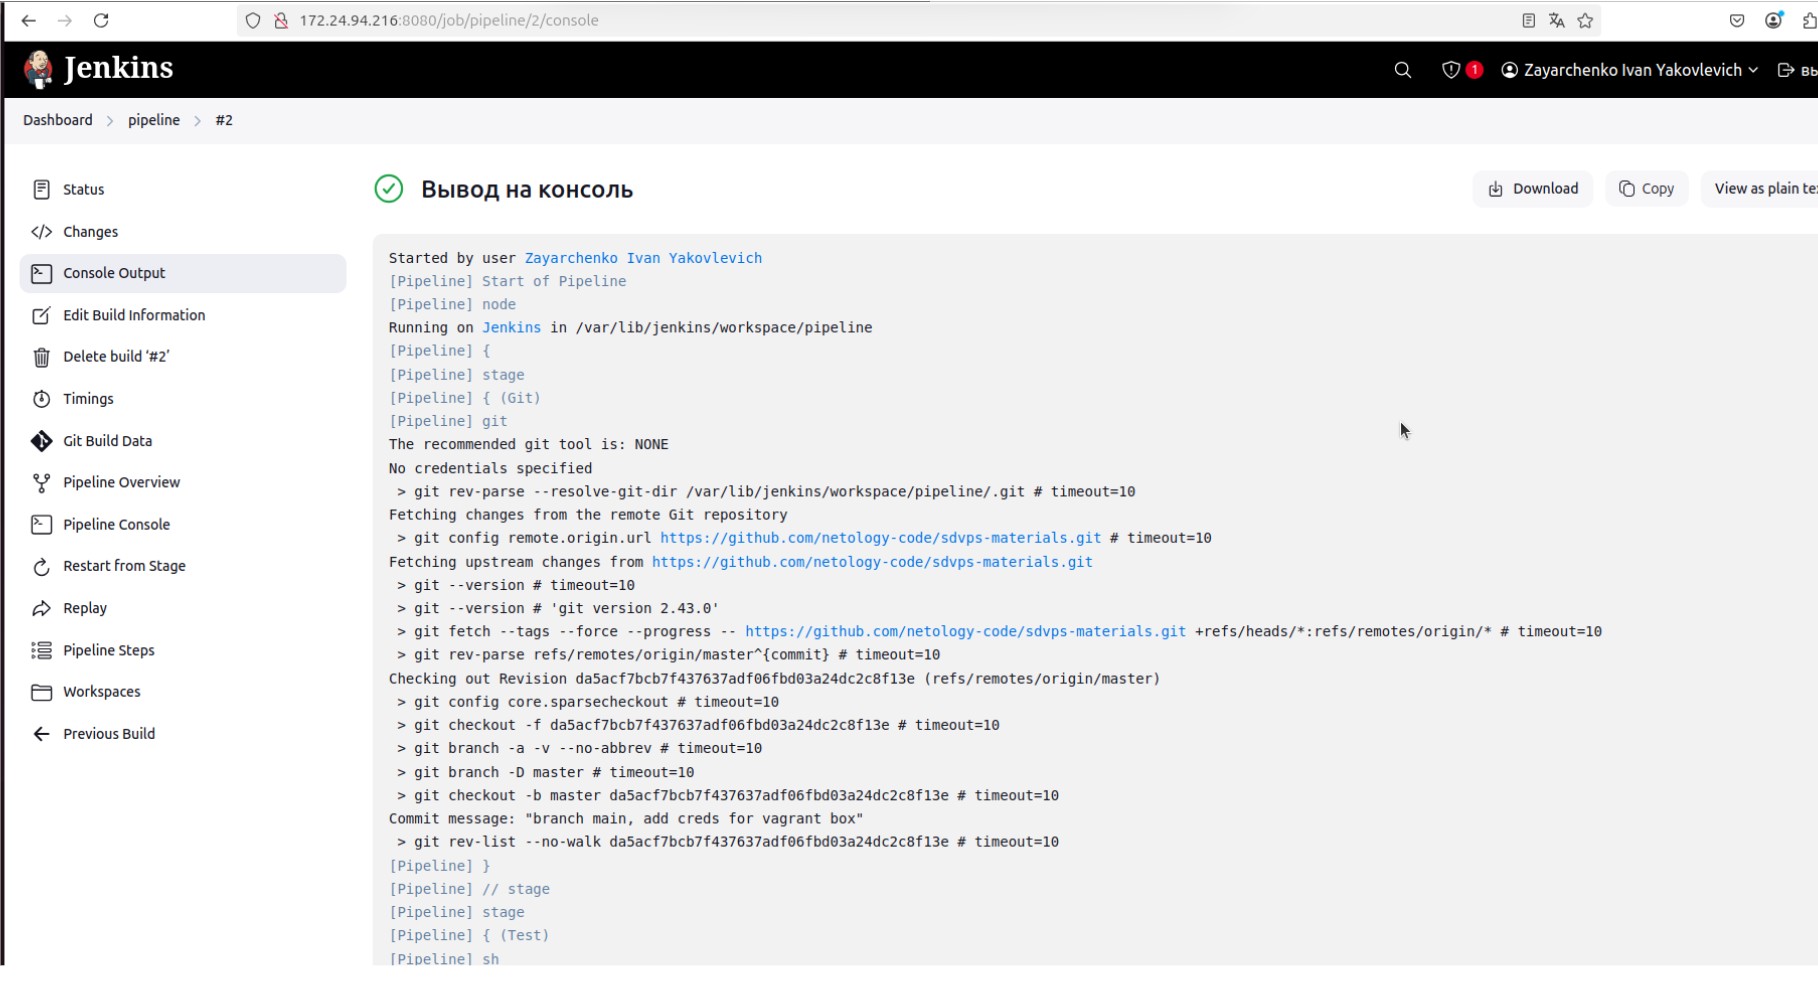 172.24.94.216:8080/job/pipeline/2/console
Jenkins
1
Zayarchenko Ivan Yakovlevich
Dashboard > pipeline > #2
Status
Changes
Console Output
Edit Build Information
Delete build ‘#2’
Timings
Git Build Data
Pipeline Overview
Pipeline Console
Restart from Stage
Replay
Pipeline Steps
Workspaces
Previous Build
Вывод на консоль
Download
Copy
View as plain
Started by user Zayarchenko Ivan Yakovlevich
[Pipeline] Start of Pipeline
[Pipeline] node
Running on Jenkins in /var/lib/jenkins/workspace/pipeline
[Pipeline] {
[Pipeline] stage
[Pipeline] { (Git)
[Pipeline] git
The recommended git tool is: NONE
No credentials specified
> git rev-parse --resolve-git-dir /var/lib/jenkins/workspace/pipeline/.git # timeout=10
Fetching changes from the remote Git repository
> git config remote.origin.url https://github.com/netology-code/sdvps-materials.git # timeout=10
Fetching upstream changes from https://github.com/netology-code/sdvps-materials.git
> git --version # timeout=10
> git --version # 'git version 2.43.0'
> git fetch --tags --force --progress -- https://github.com/netology-code/sdvps-materials.git +refs/heads/*:refs/remotes/origin/* # timeout=10
> git rev-parse refs/remotes/origin/master^{commit} # timeout=10
Checking out Revision da5acf7bcb7f437637adf06fbd03a24dc2c8f13e (refs/remotes/origin/master)
> git config core.sparsecheckout # timeout=10
> git checkout -f da5acf7bcb7f437637adf06fbd03a24dc2c8f13e # timeout=10
> git branch -a -v --no-abbrev # timeout=10
> git branch -D master # timeout=10
> git checkout -b master da5acf7bcb7f437637adf06fbd03a24dc2c8f13e # timeout=10
Commit message: "branch main, add creds for vagrant box"
> git rev-list --no-walk da5acf7bcb7f437637adf06fbd03a24dc2c8f13e # timeout=10
[Pipeline] }
[Pipeline] // stage
[Pipeline] stage
[Pipeline] { (Test)
[Pipeline] sh